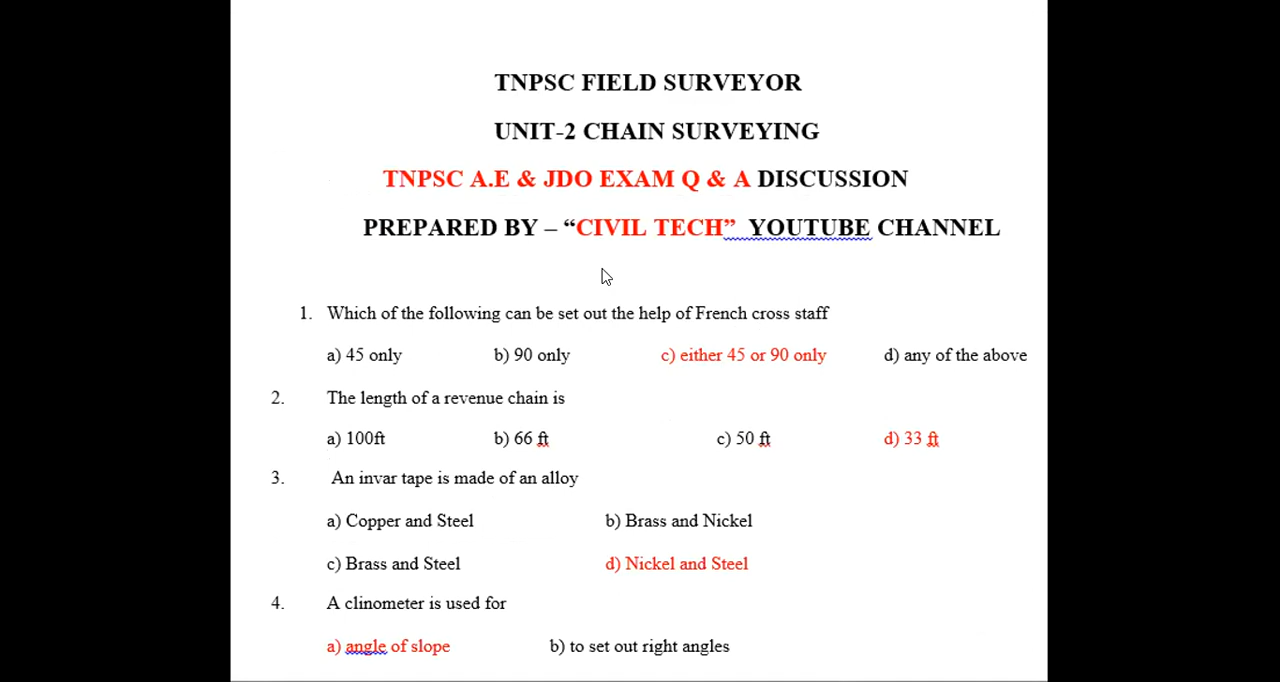 TNPSC FIELD SURVEYOR
UNIT-2 CHAIN SURVEYING
TNPSC A.E & JDO EXAM Q & A DISCUSSION
PREPARED BY – “CIVIL TECH” YOUTUBE CHANNEL
1. Which of the following can be set out the help of French cross staff
a) 45 only b) 90 only c) either 45 or 90 only d) any of the above
2. The length of a revenue chain is
a) 100ft b) 66 ft c) 50 ft d) 33 ft
3. An invar tape is made of an alloy
a) Copper and Steel b) Brass and Nickel
c) Brass and Steel d) Nickel and Steel
4. A clinometer is used for
a) angle of slope b) to set out right angles